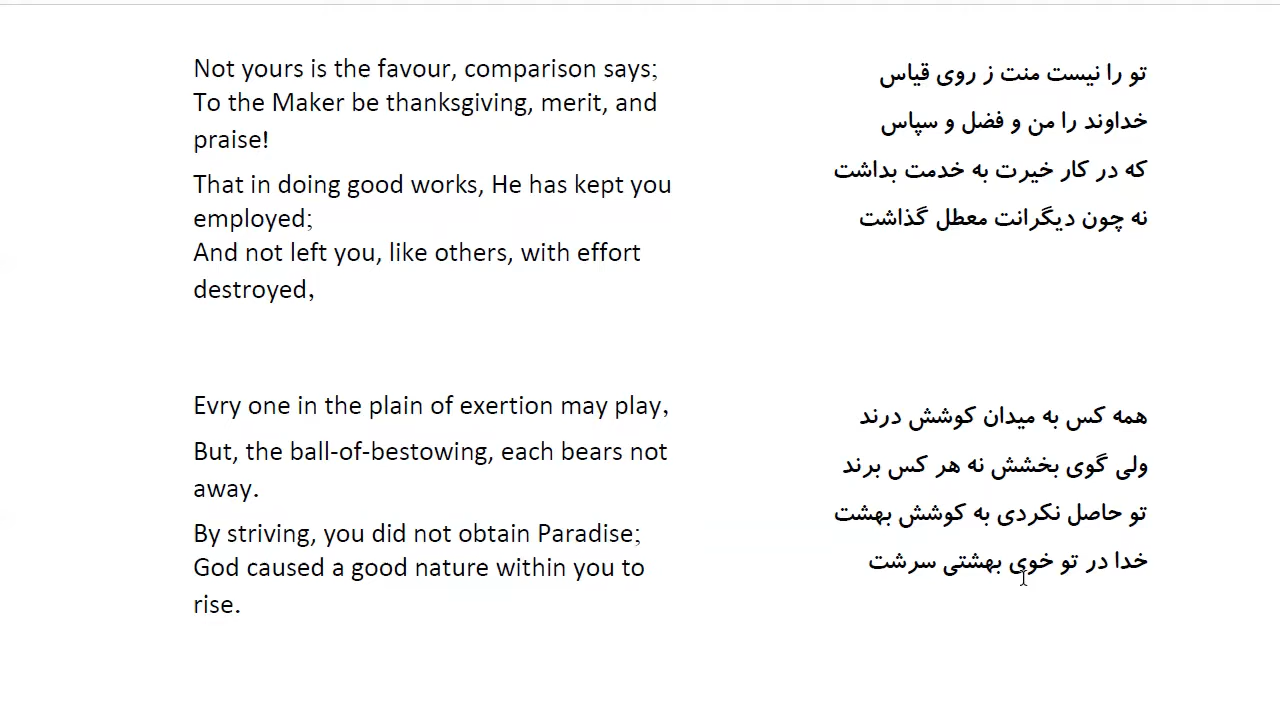 Not yours is the favour, comparison says;
To the Maker be thanksgiving, merit, and
praise!
That in doing good works, He has kept you
employed;
And not left you, like others, with effort
destroyed,
تو را نیست منت ز روی قیاس
خداوند را من و فضل و سپاس
که در کار خیرت به خدمت بداشت
نه چون دیگرانت معطل گذاشت
Evry one in the plain of exertion may play,
But, the ball-of-bestowing, each bears not
away.
By striving, you did not obtain Paradise;
God caused a good nature within you to
rise.
همه کس به میدان کوشش درند
ولی گوی بخشش نه هر کس برند
تو حاصل نکردی به کوشش بهشت
خدا در تو خوی بهشتی سرشت